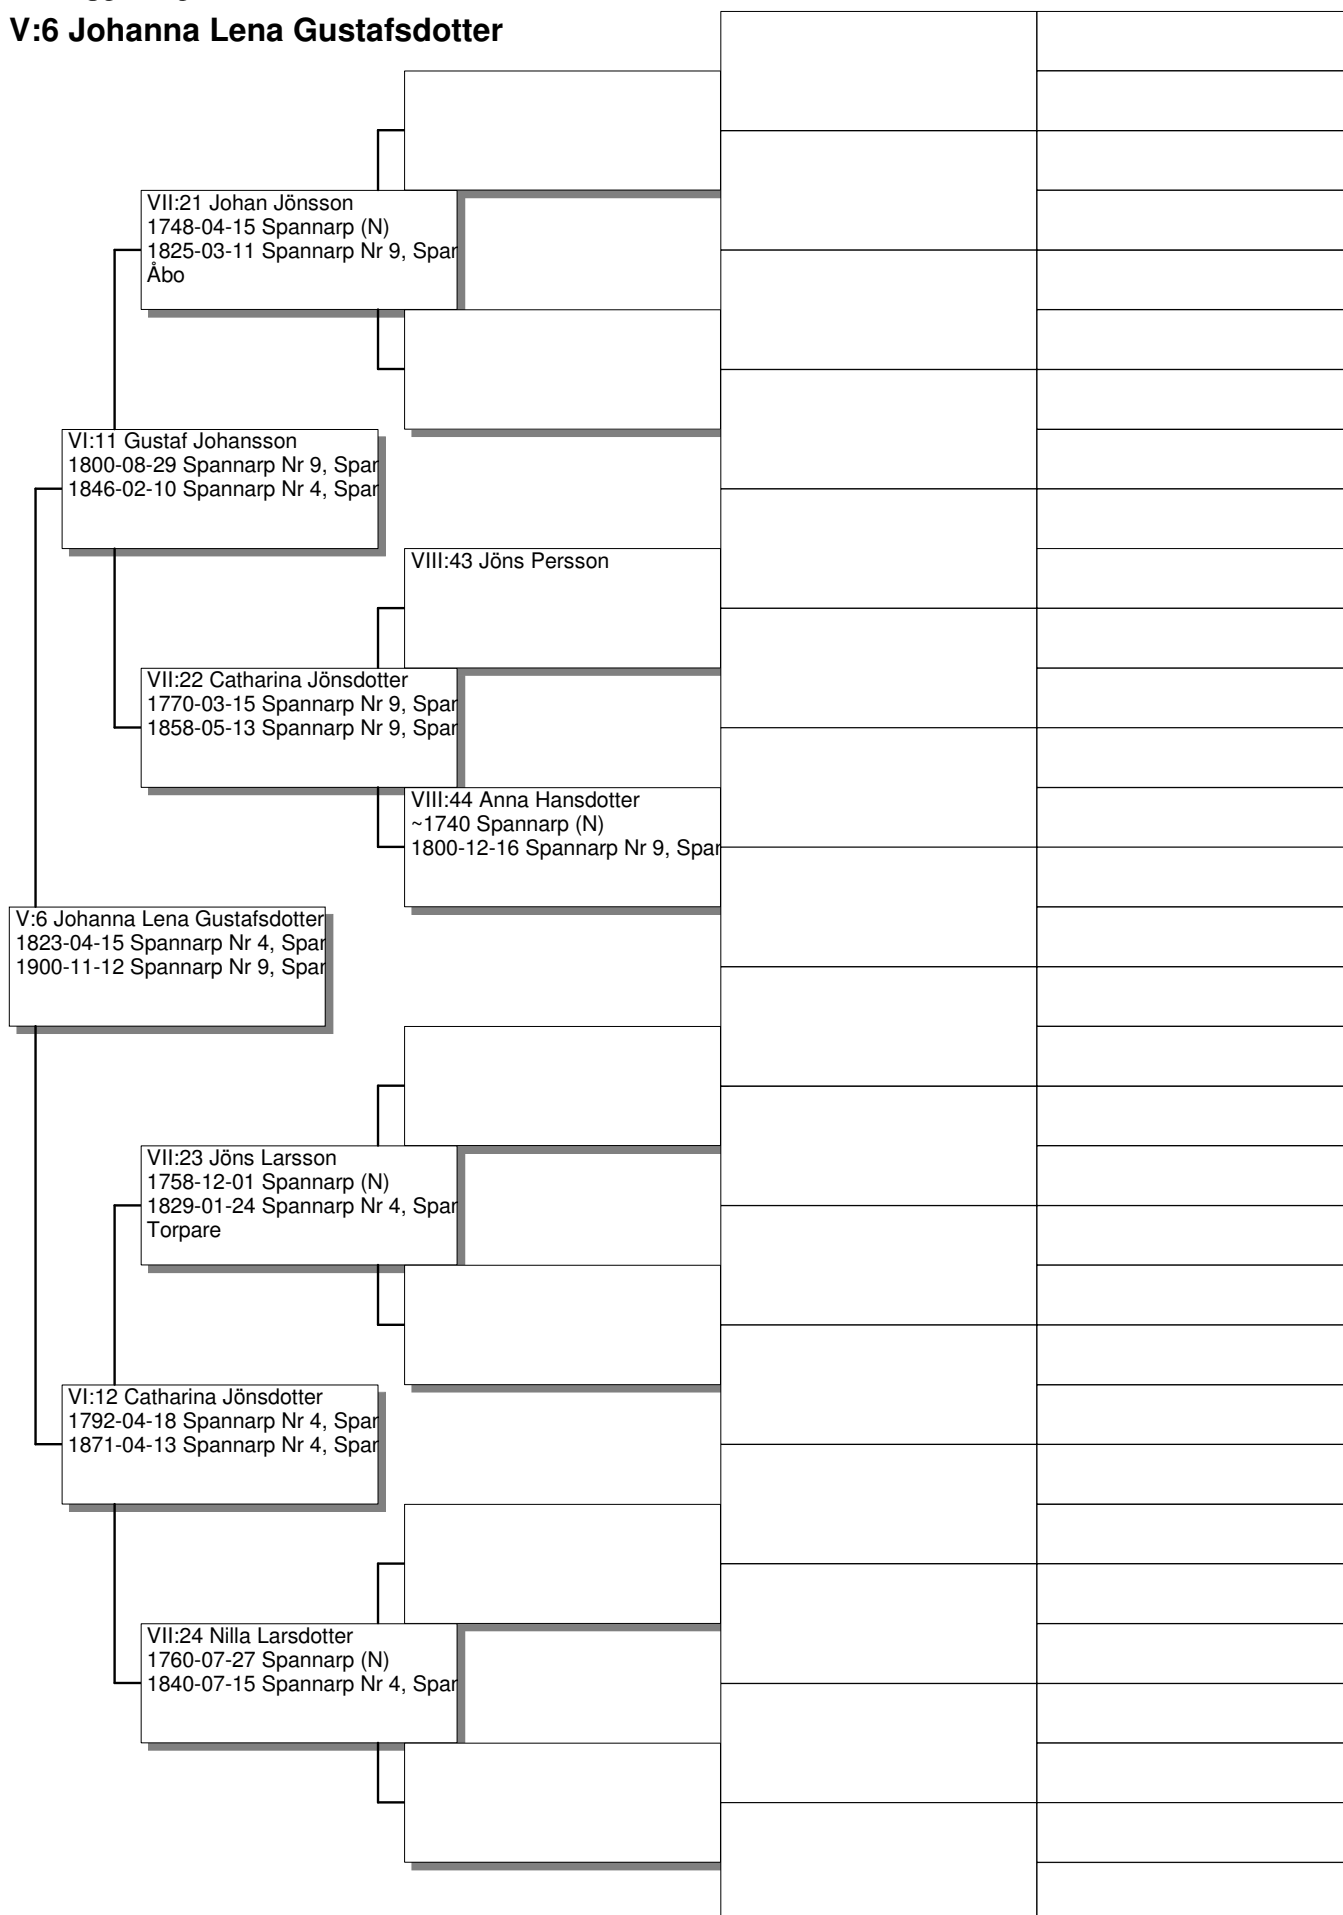 V:6 Johanna Lena Gustafsdotter
VII:21 Johan Jönsson
1748-04-15 Spannarp (N)
1825-03-11 Spannarp Nr 9, Spar
Åbo
VI:11 Gustaf Johansson
1800-08-29 Spannarp Nr 9, Spar
1846-02-10 Spannarp Nr 4, Spar
VIII:43 Jöns Persson
VII:22 Catharina Jönsdotter
1770-03-15 Spannarp Nr 9, Spar
1858-05-13 Spannarp Nr 9, Spar
VIII:44 Anna Hansdotter
~1740 Spannarp (N)
1800-12-16 Spannarp Nr 9, Spar
V:6 Johanna Lena Gustafsdotter
1823-04-15 Spannarp Nr 4, Spar
1900-11-12 Spannarp Nr 9, Spar
VII:23 Jöns Larsson
1758-12-01 Spannarp (N)
1829-01-24 Spannarp Nr 4, Spar
Torpare
VI:12 Catharina Jönsdotter
1792-04-18 Spannarp Nr 4, Spar
1871-04-13 Spannarp Nr 4, Spar
VII:24 Nilla Larsdotter
1760-07-27 Spannarp (N)
1840-07-15 Spannarp Nr 4, Spar